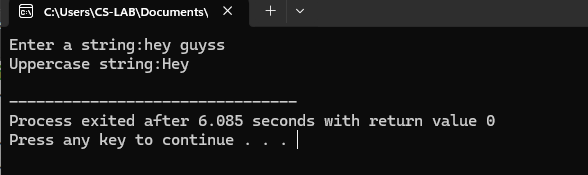 C:\Users\CS-LAB\Documents\
Enter a string:hey guyss
Uppercase string:Hey
--------------------------------
Process exited after 6.085 seconds with return value 0
Press any key to continue . . .